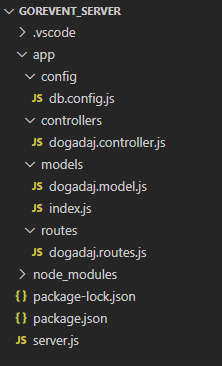 GOREVENT_SERVER
.vscode
app
config
JS db.config.js
controllers
JS dogadaj.controller.js
models
JS dogadaj.model.js
JS index.js
routes
JS dogadaj.routes.js
node_modules
{} package-lock.json
{} package.json
JS server.js